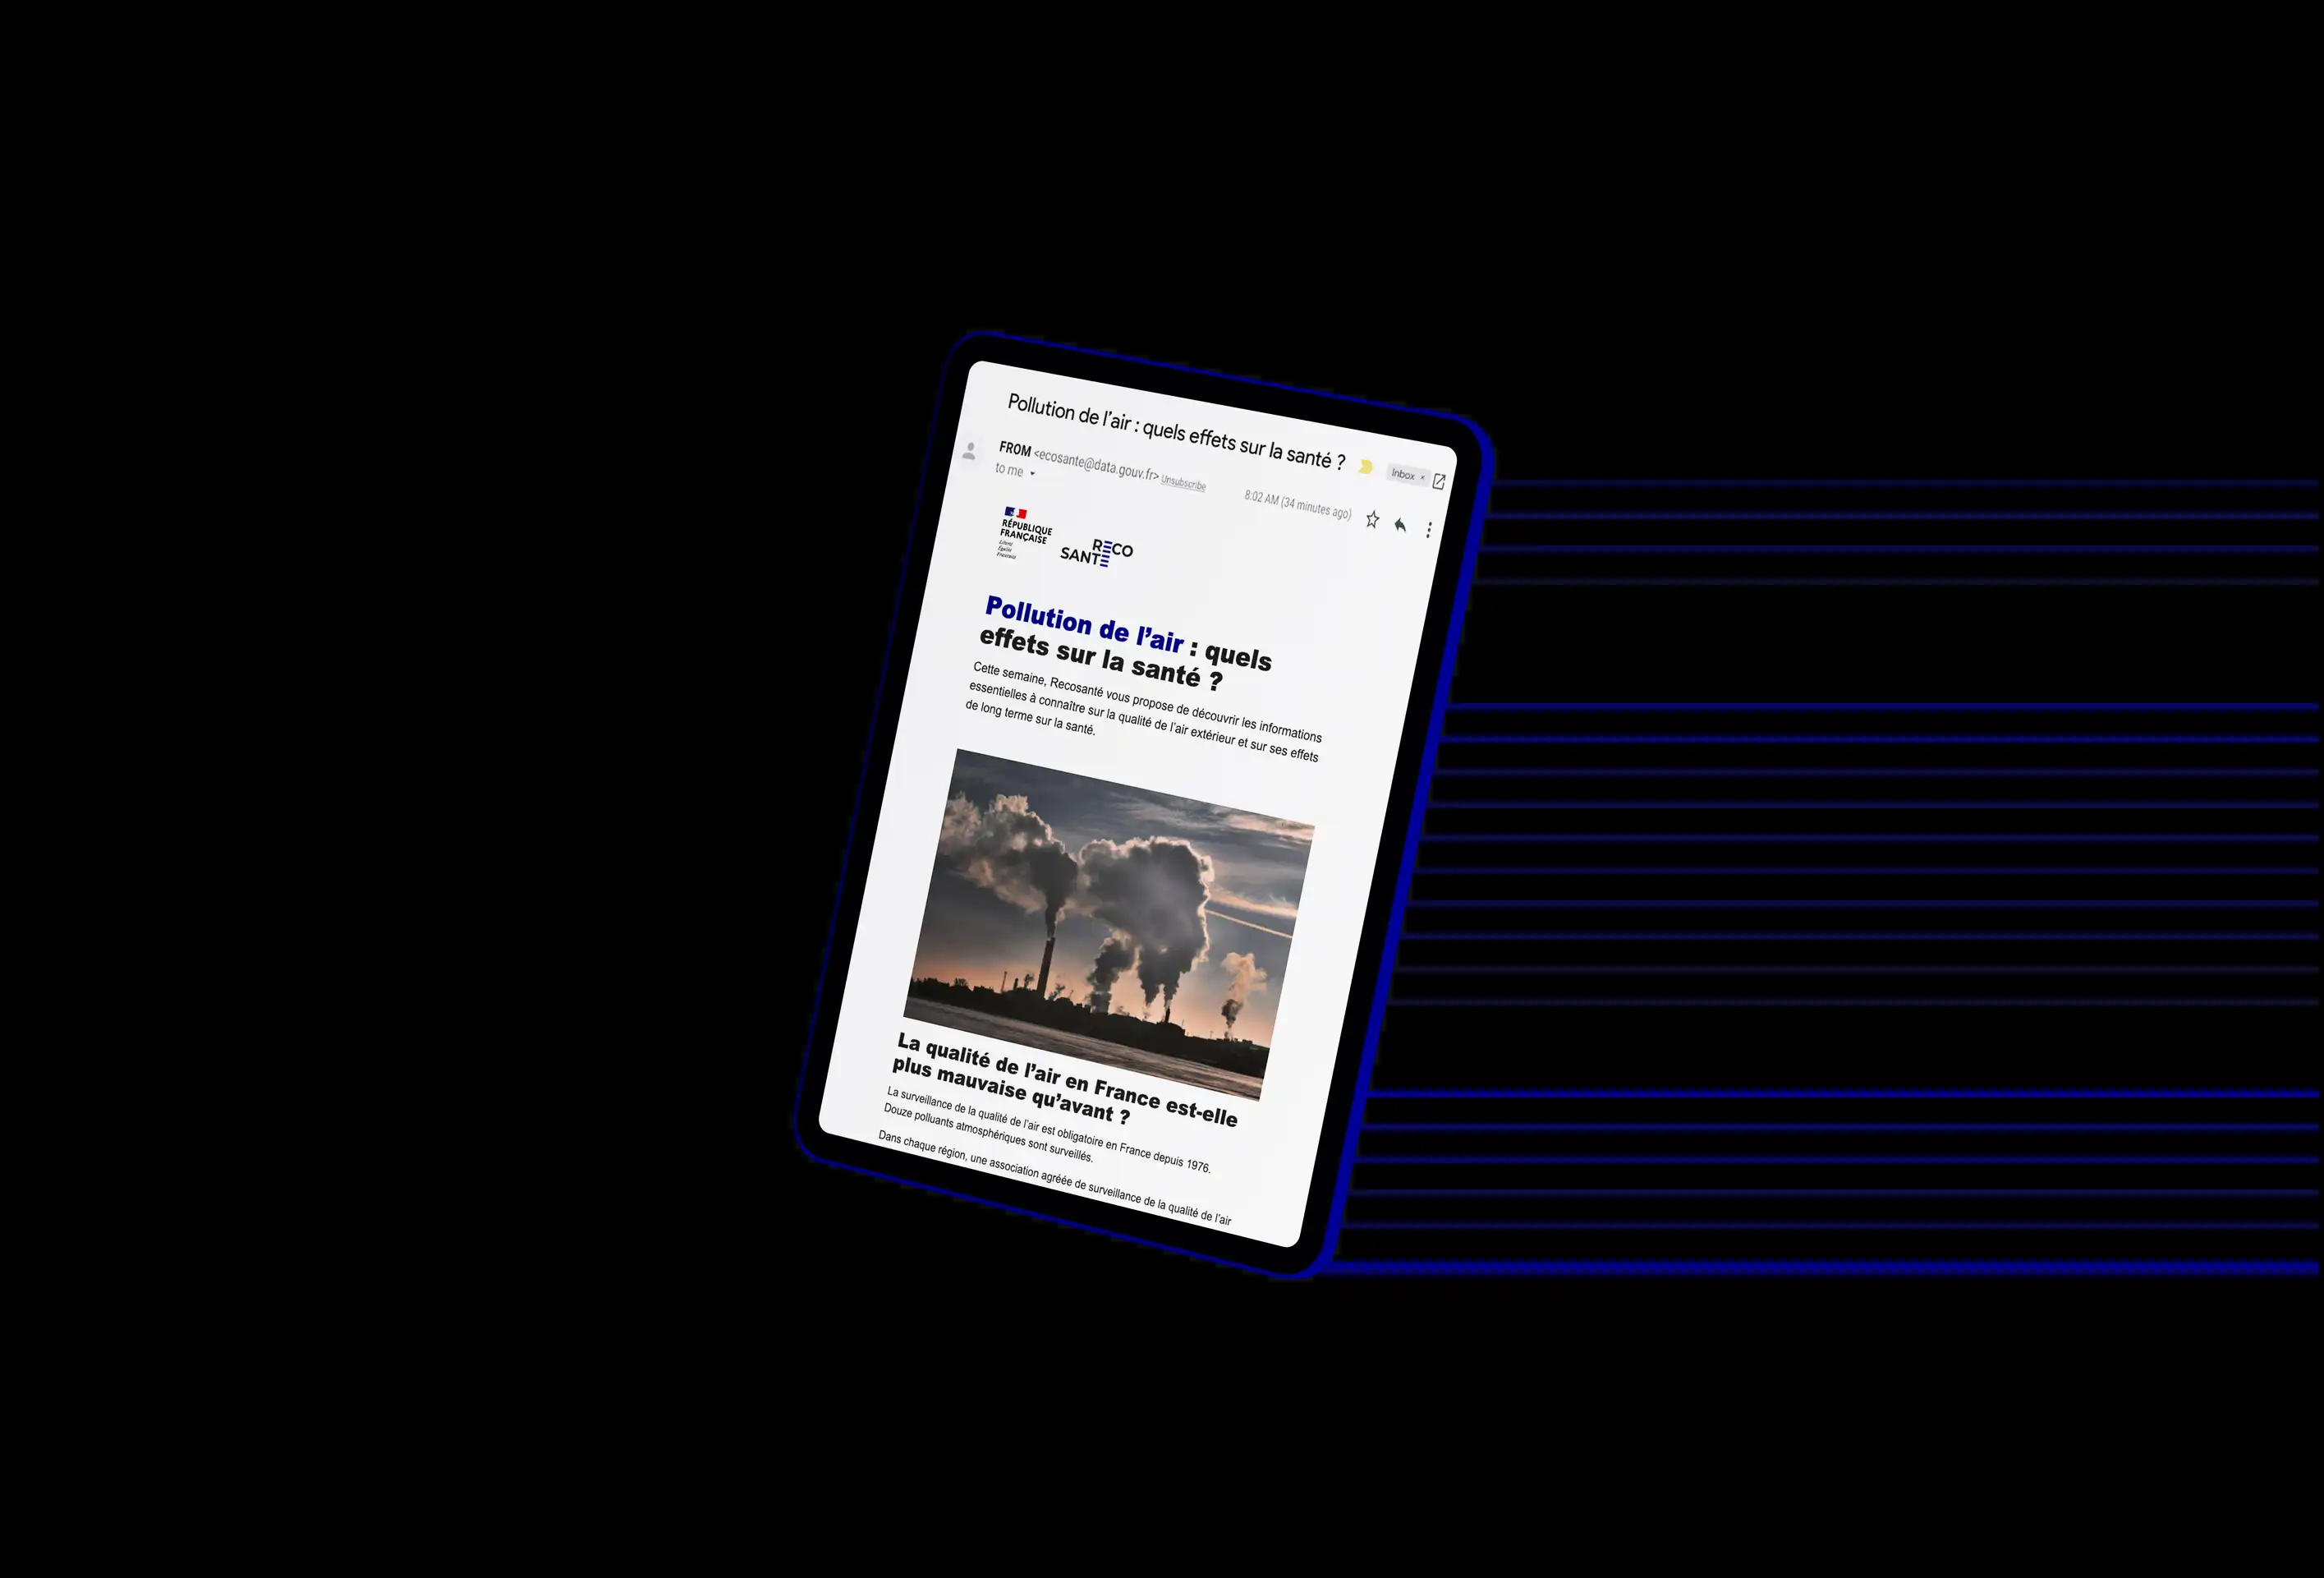 Pollution de l’air : quels effets sur la santé ?
Inbox ×
FROM <ecosante@data.gouv.fr> Unsubscribe
8:02 AM (34 minutes ago)
to me
RÉPUBLIQUE
FRANÇAISE
Liberté
Égalité
Fraternité
RECO
SANTÉ
Pollution de l’air : quels
effets sur la santé ?
Cette semaine, Recosanté vous propose de découvrir les informations
essentielles à connaître sur la qualité de l’air extérieur et sur ses effets
de long terme sur la santé.
La qualité de l’air en France est-elle
plus mauvaise qu’avant ?
La surveillance de la qualité de l’air est obligatoire en France depuis 1976.
Douze polluants atmosphériques sont surveillés.
Dans chaque région, une association agréée de surveillance de la qualité de l’air